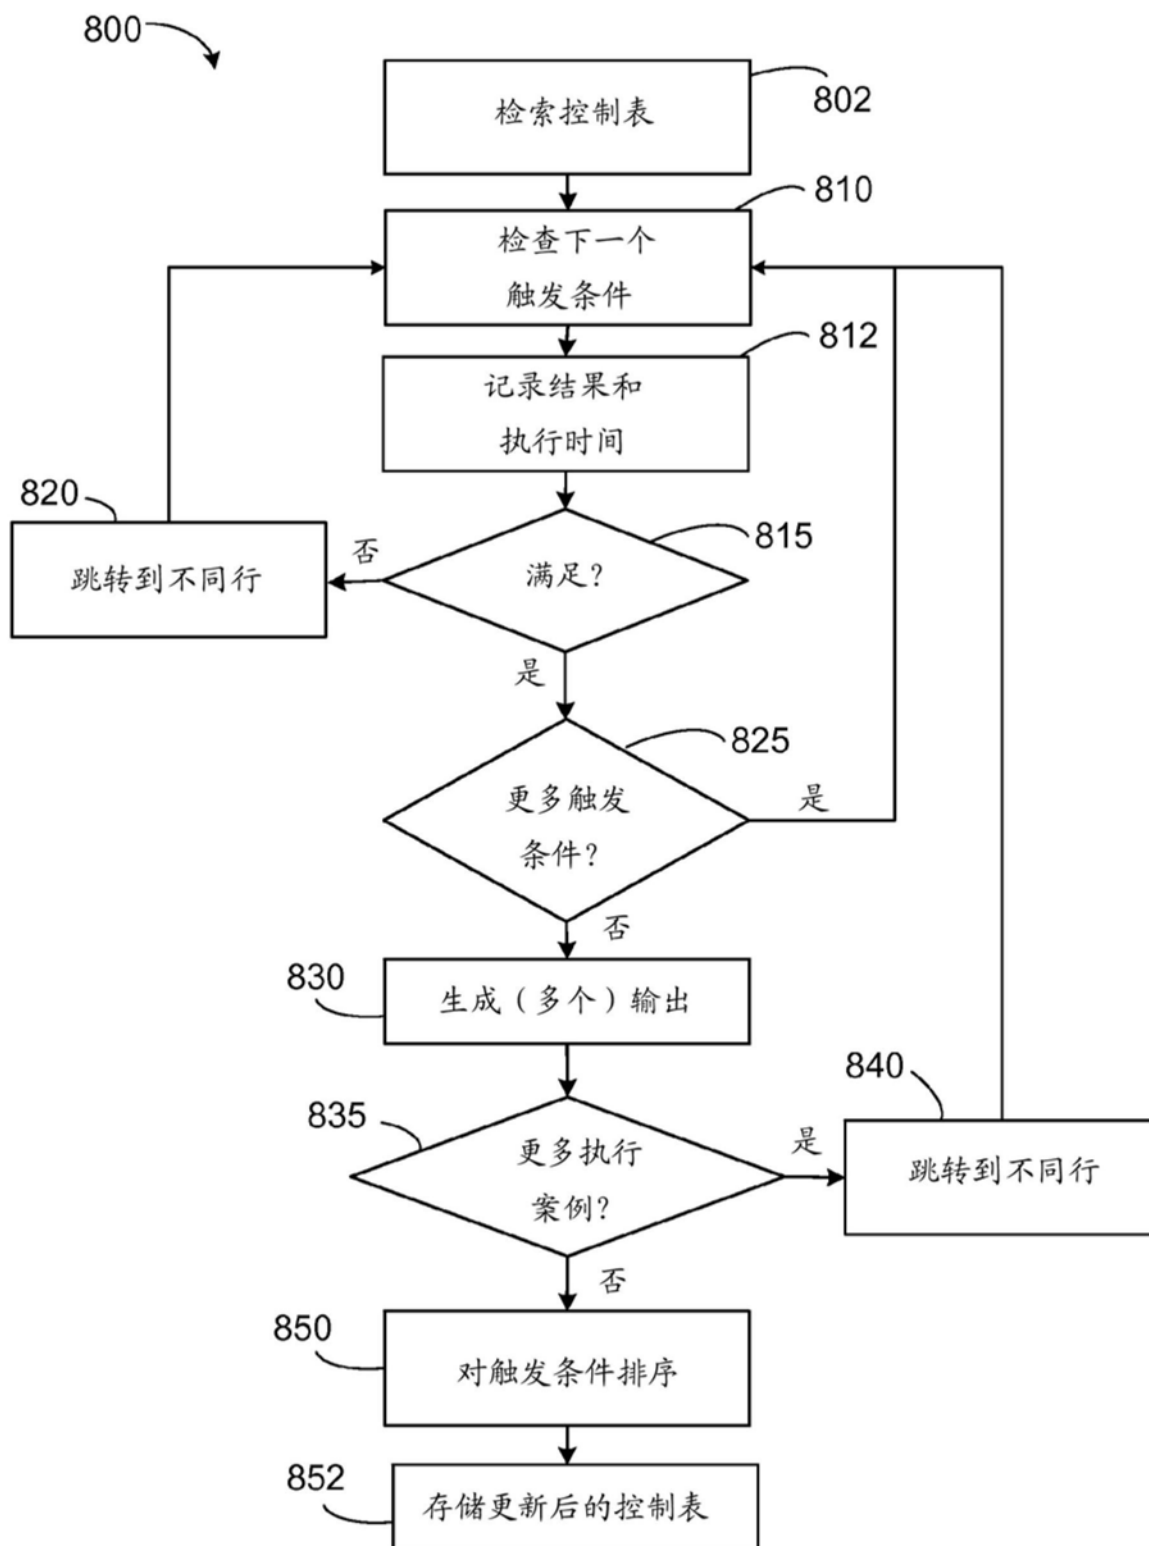 800
检索控制表
802
810
检查下一个
触发条件
812
记录结果和
执行时间
820
815
否
跳转到不同行
满足？
是
825
更多触发
是
条件？
否
830
生成（多个）输出
840
835
是
更多执行
跳转到不同行
案例？
否
850
对触发条件排序
852
存储更新后的控制表